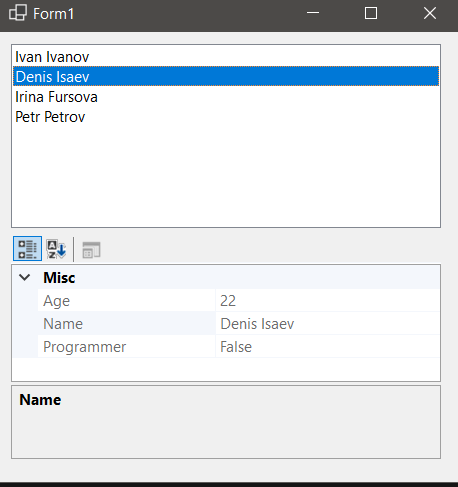 Form1
Ivan Ivanov
Denis Isaev
Irina Fursova
Petr Petrov
Misc
Age 22
Name Denis Isaev
Programmer False
Name